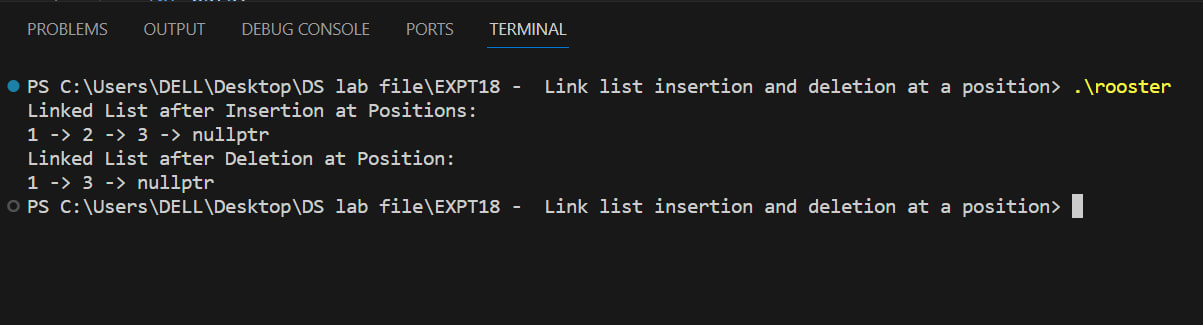 PROBLEMS OUTPUT DEBUG CONSOLE PORTS TERMINAL
PS C:\Users\DELL\Desktop\DS lab file\EXPT18 -  Link list insertion and deletion at a position> .\rooster
Linked List after Insertion at Positions:
1 -> 2 -> 3 -> nullptr
Linked List after Deletion at Position:
1 -> 3 -> nullptr
PS C:\Users\DELL\Desktop\DS lab file\EXPT18 -  Link list insertion and deletion at a position>